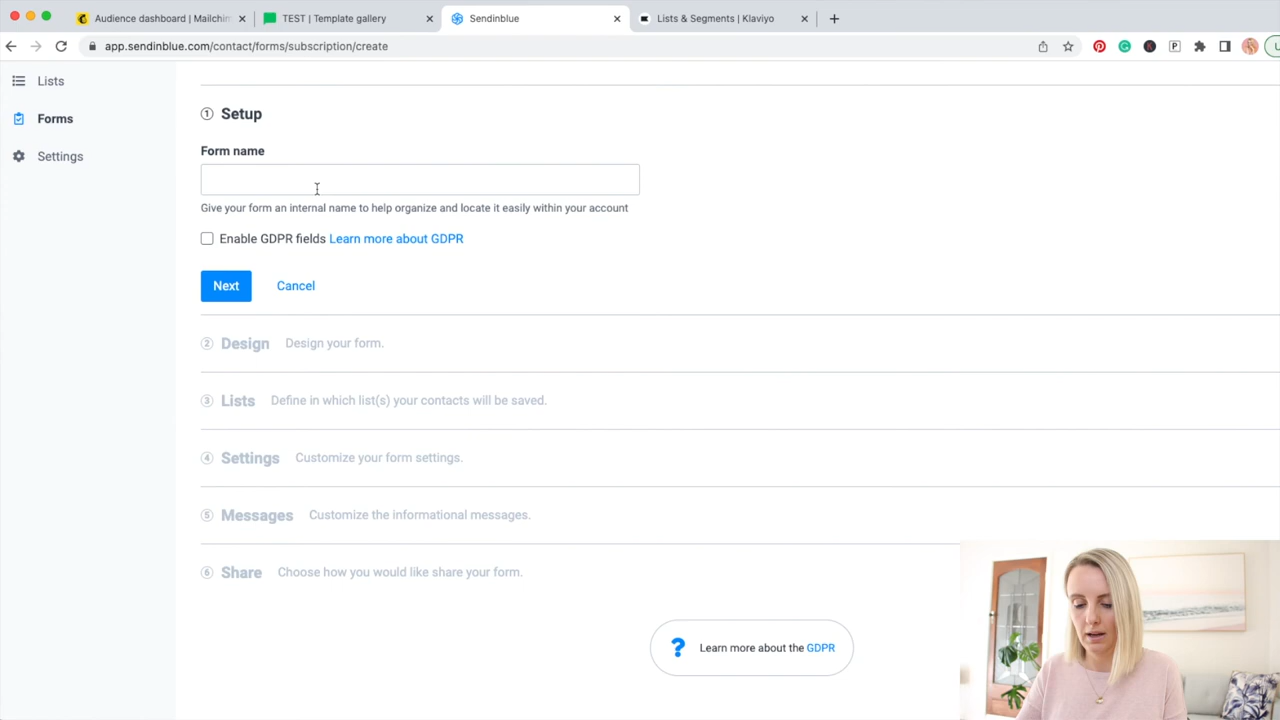 Audience dashboard | Mailchim
TEST | Template gallery
Sendinblue
Lists & Segments | Klaviyo
app.sendinblue.com/contact/forms/subscription/create
Lists
Forms
Settings
1 Setup
Form name
Give your form an internal name to help organize and locate it easily within your account
Enable GDPR fields Learn more about GDPR
Next Cancel
2 Design Design your form.
3 Lists Define in which list(s) your contacts will be saved.
4 Settings Customize your form settings.
5 Messages Customize the informational messages.
6 Share Choose how you would like share your form.
? Learn more about the GDPR